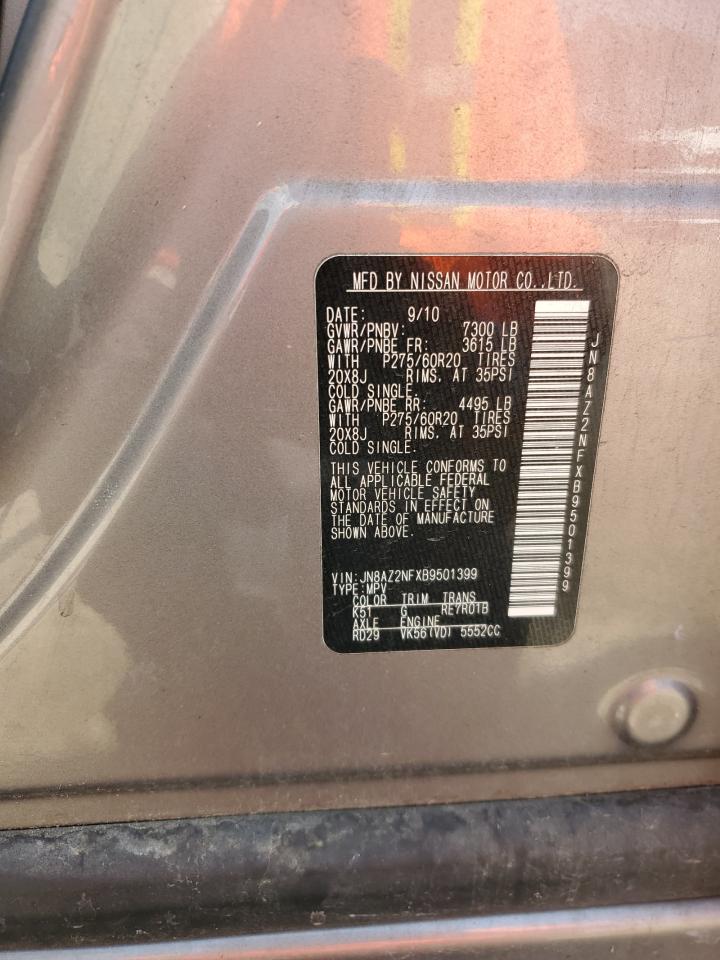 MFD BY NISSAN MOTOR CO.,LTD.
DATE: 9/10
GVWR/PNBV: 7300 LB
GAWR/PNBE FR: 3615 LB
WITH P275/60R20 TIRES
20X8J RIMS, AT 35PSI
COLD SINGLE.
GAWR/PNBE RR: 4495 LB
WITH P275/60R20 TIRES
20X8J RIMS, AT 35PSI
COLD SINGLE.
THIS VEHICLE CONFORMS TO
ALL APPLICABLE FEDERAL
MOTOR VEHICLE SAFETY
STANDARDS IN EFFECT ON
THE DATE OF MANUFACTURE
SHOWN ABOVE.
VIN:JN8AZ2NFXB9501399
TYPE:MPV
COLOR TRIM TRANS
K51 G RE7R01B
AXLE ENGINE
RD29 VK56(VD) 5552CC
JN8AZ2NFXB9501399